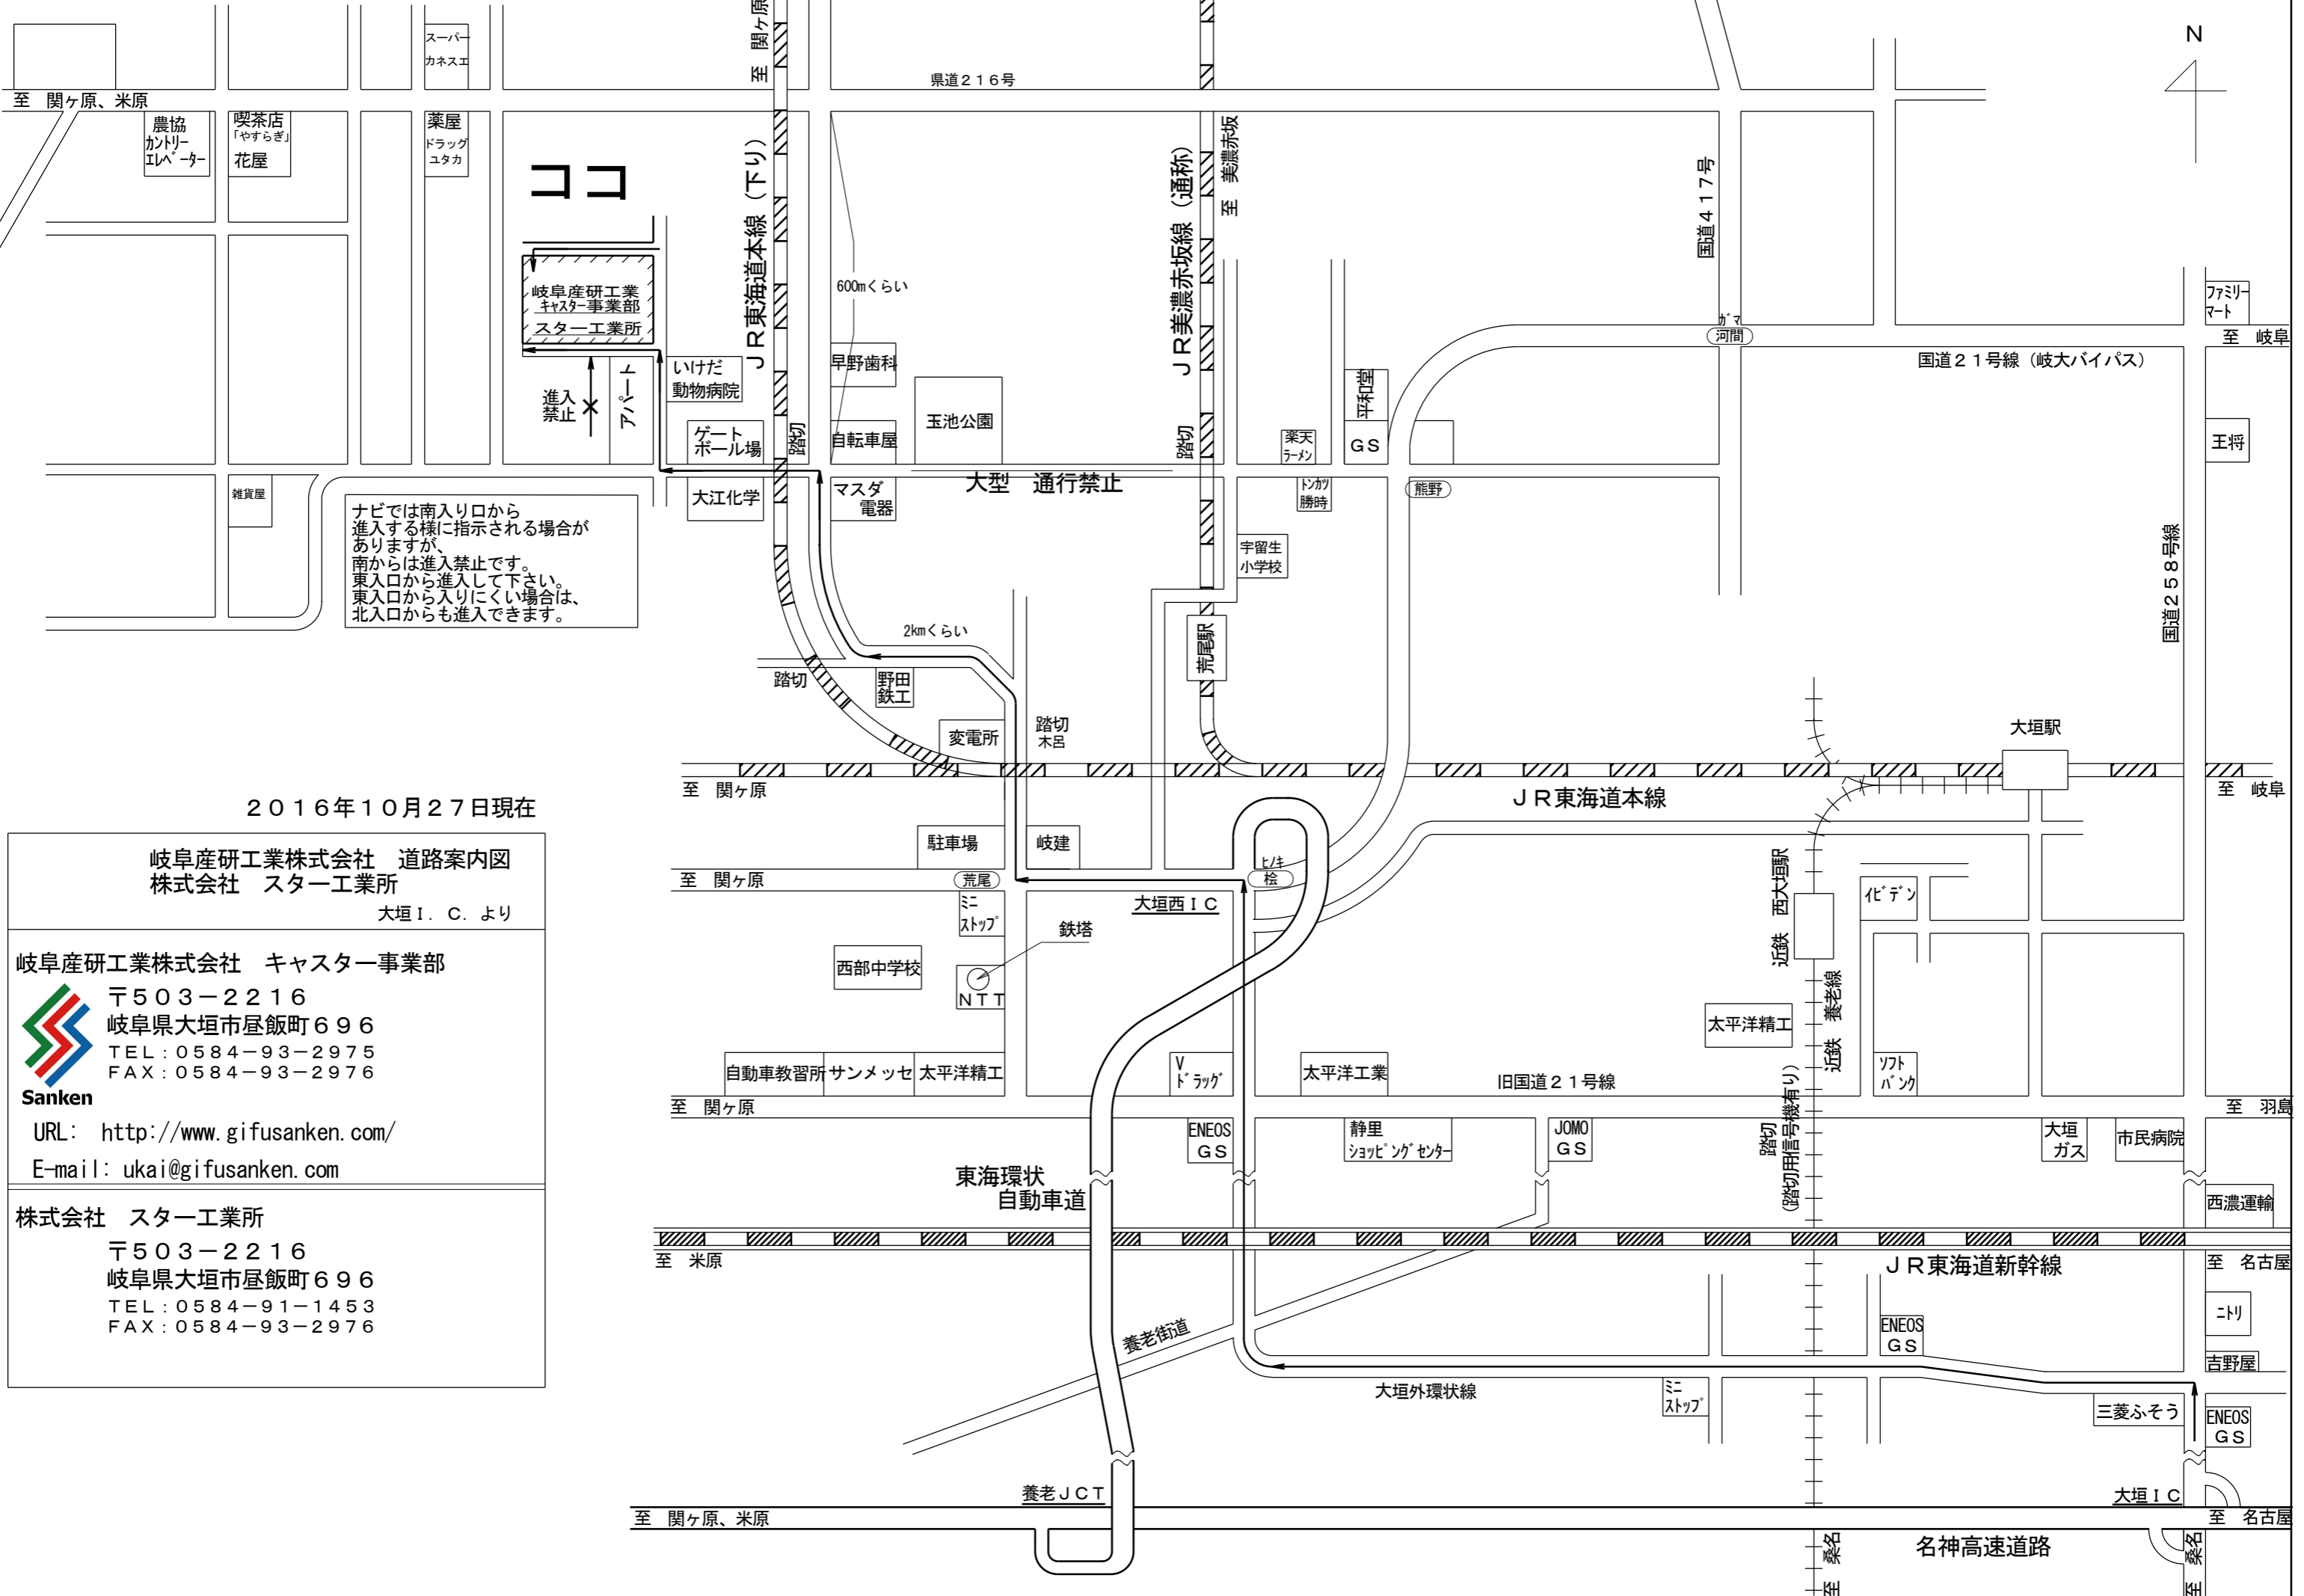 至　関ヶ原
スーパー
カネスエ
N
県道２１６号
至　関ヶ原、米原
農協
カントリー
エレベーター
喫茶店
「やすらぎ」
花屋
薬屋
ドラッグ
ユタカ
ココ
ＪＲ東海道本線（下り）
ＪＲ美濃赤坂線（通称）
至　美濃赤坂
国道４１７号
岐阜産研工業
キャスター事業部
スター工業所
600mくらい
ファミリー
マート
ガマ
河間
至　岐阜
国道２１号線（岐大バイパス）
進入
禁止
アパート
いけだ
動物病院
早野歯科
玉池公園
平和堂
ＧＳ
ゲート
ボール場
踏切
自転車屋
踏切
楽天
ラーメン
王将
雑貨屋
大江化学
マスダ
電器
大型　通行禁止
トンカツ
勝時
熊野
ナビでは南入り口から
進入する様に指示される場合が
ありますが、
南からは進入禁止です。
東入口から進入して下さい。
東入口から入りにくい場合は、
北入口からも進入できます。
宇留生
小学校
国道２５８号線
2kmくらい
荒尾駅
踏切
野田
鉄工
変電所
踏切
木呂
大垣駅
至　関ヶ原
ＪＲ東海道本線
至　岐阜
２０１６年１０月２７日現在
岐阜産研工業株式会社　道路案内図
株式会社　スター工業所
大垣Ｉ．Ｃ．より
駐車場
岐建
至　関ヶ原
荒尾
ヒノキ
桧
大垣西ＩＣ
近鉄　西大垣駅
イビデン
ミニ
ストップ
鉄塔
西部中学校
ＮＴＴ
岐阜産研工業株式会社　キャスター事業部
〒５０３－２２１６
岐阜県大垣市昼飯町６９６
ＴＥＬ：０５８４－９３－２９７５
ＦＡＸ：０５８４－９３－２９７６
Sanken
URL:　http://www.gifusanken.com/
E-mail: ukai@gifusanken.com
近鉄　養老線
太平洋精工
自動車教習所
サンメッセ
太平洋精工
Ｖ
ドラッグ
太平洋工業
旧国道２１号線
ソフト
バンク
至　関ヶ原
至　羽島
ENEOS
ＧＳ
静里
ショッピングセンター
JOMO
ＧＳ
踏切
（踏切用信号機有り）
大垣
ガス
市民病院
東海環状
自動車道
西濃運輸
株式会社　スター工業所
〒５０３－２２１６
岐阜県大垣市昼飯町６９６
ＴＥＬ：０５８４－９１－１４５３
ＦＡＸ：０５８４－９３－２９７６
至　米原
ＪＲ東海道新幹線
至　名古屋
ニトリ
養老街道
ENEOS
ＧＳ
吉野屋
大垣外環状線
ミニ
ストップ
三菱ふそう
ENEOS
ＧＳ
養老ＪＣＴ
大垣ＩＣ
至　関ヶ原、米原
至　名古屋
名神高速道路
至　桑名
至　桑名